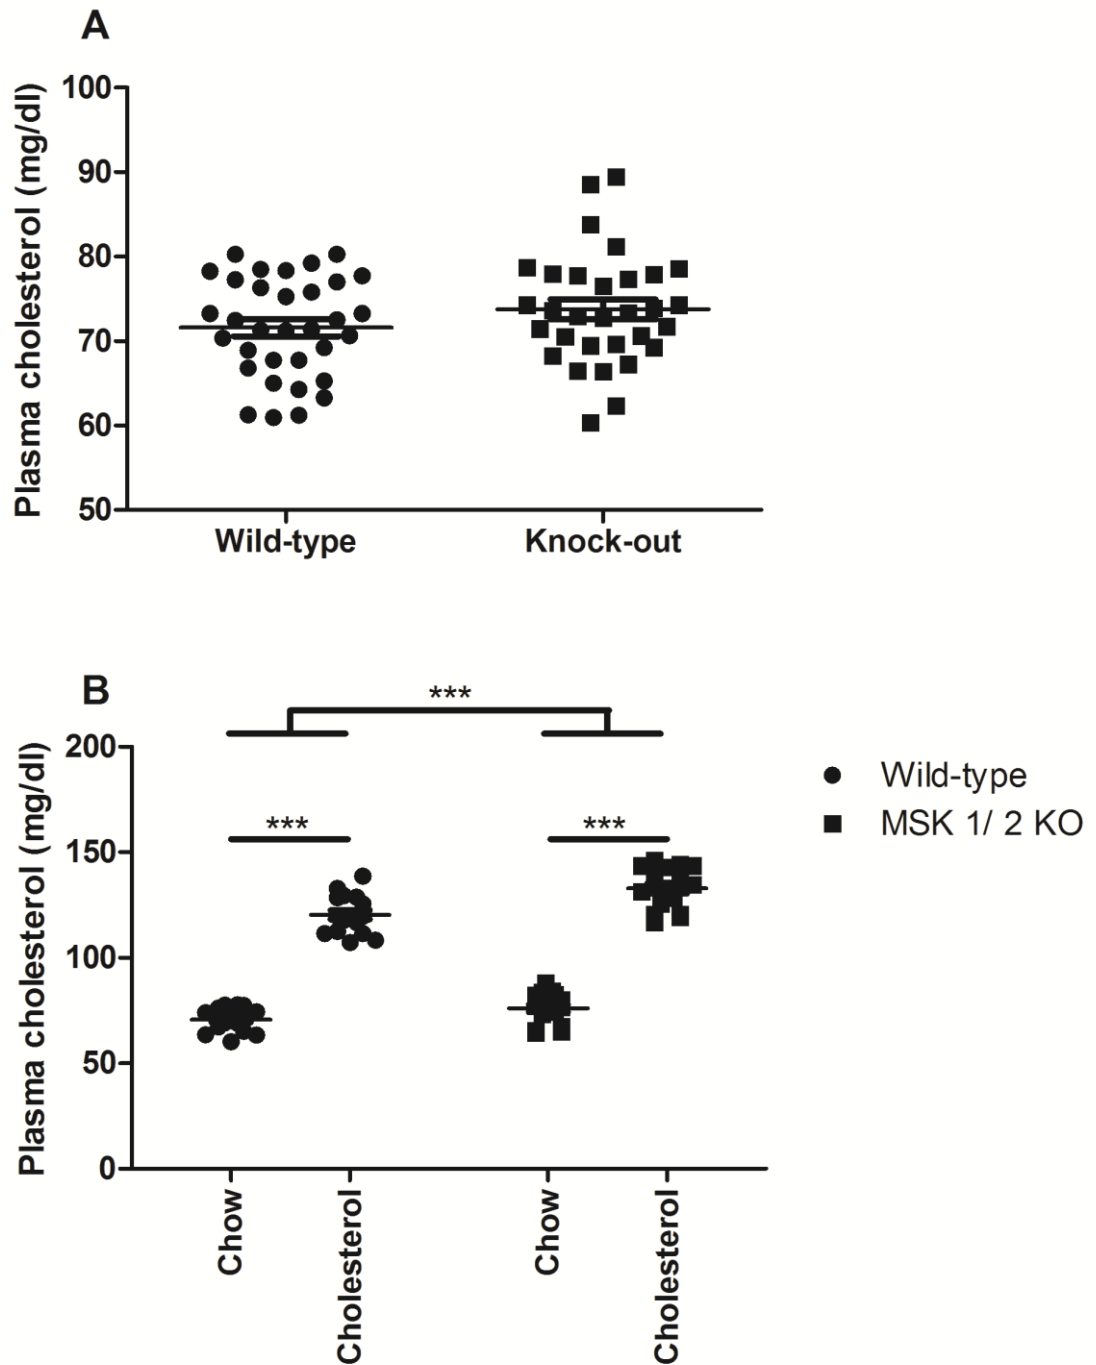 A
Plasma cholesterol (mg/dl)
100
90
80
70
60
50
Wild-type Knock-out
B
***
Plasma cholesterol (mg/dl)
200
150
100
50
0
*** ***
Wild-type
MSK 1/ 2 KO
Chow
Cholesterol
Chow
Cholesterol